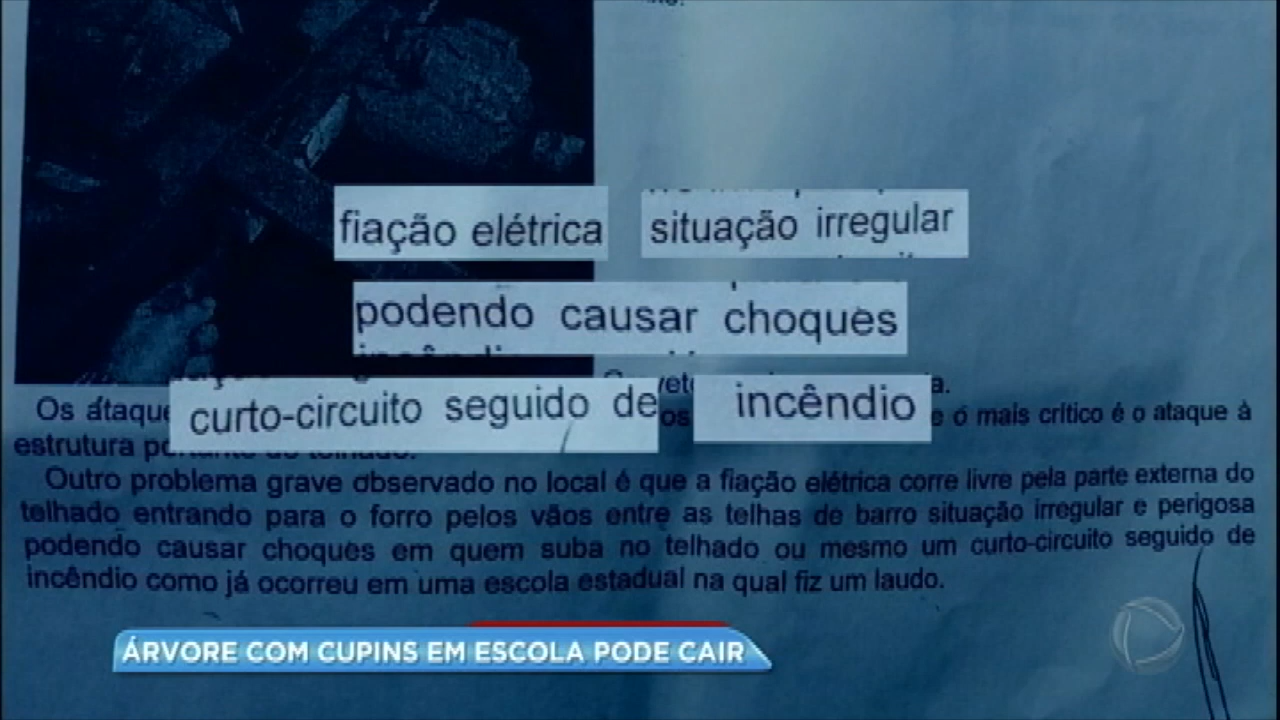 fiação elétrica situação irregular
podendo causar choques
curto-circuito seguido de incêndio
Os ataque e o mais crítico é o ataque à
estrutura do telhado.
Outro problema grave observado no local é que a fiação elétrica corre livre pela parte externa do
telhado entrando para o forro pelos vãos entre as telhas de barro situação irregular e perigosa
podendo causar choques em quem suba no telhado ou mesmo um curto-circuito seguido de
incêndio como já ocorreu em uma escola estadual na qual fiz um laudo.
ÁRVORE COM CUPINS EM ESCOLA PODE CAIR